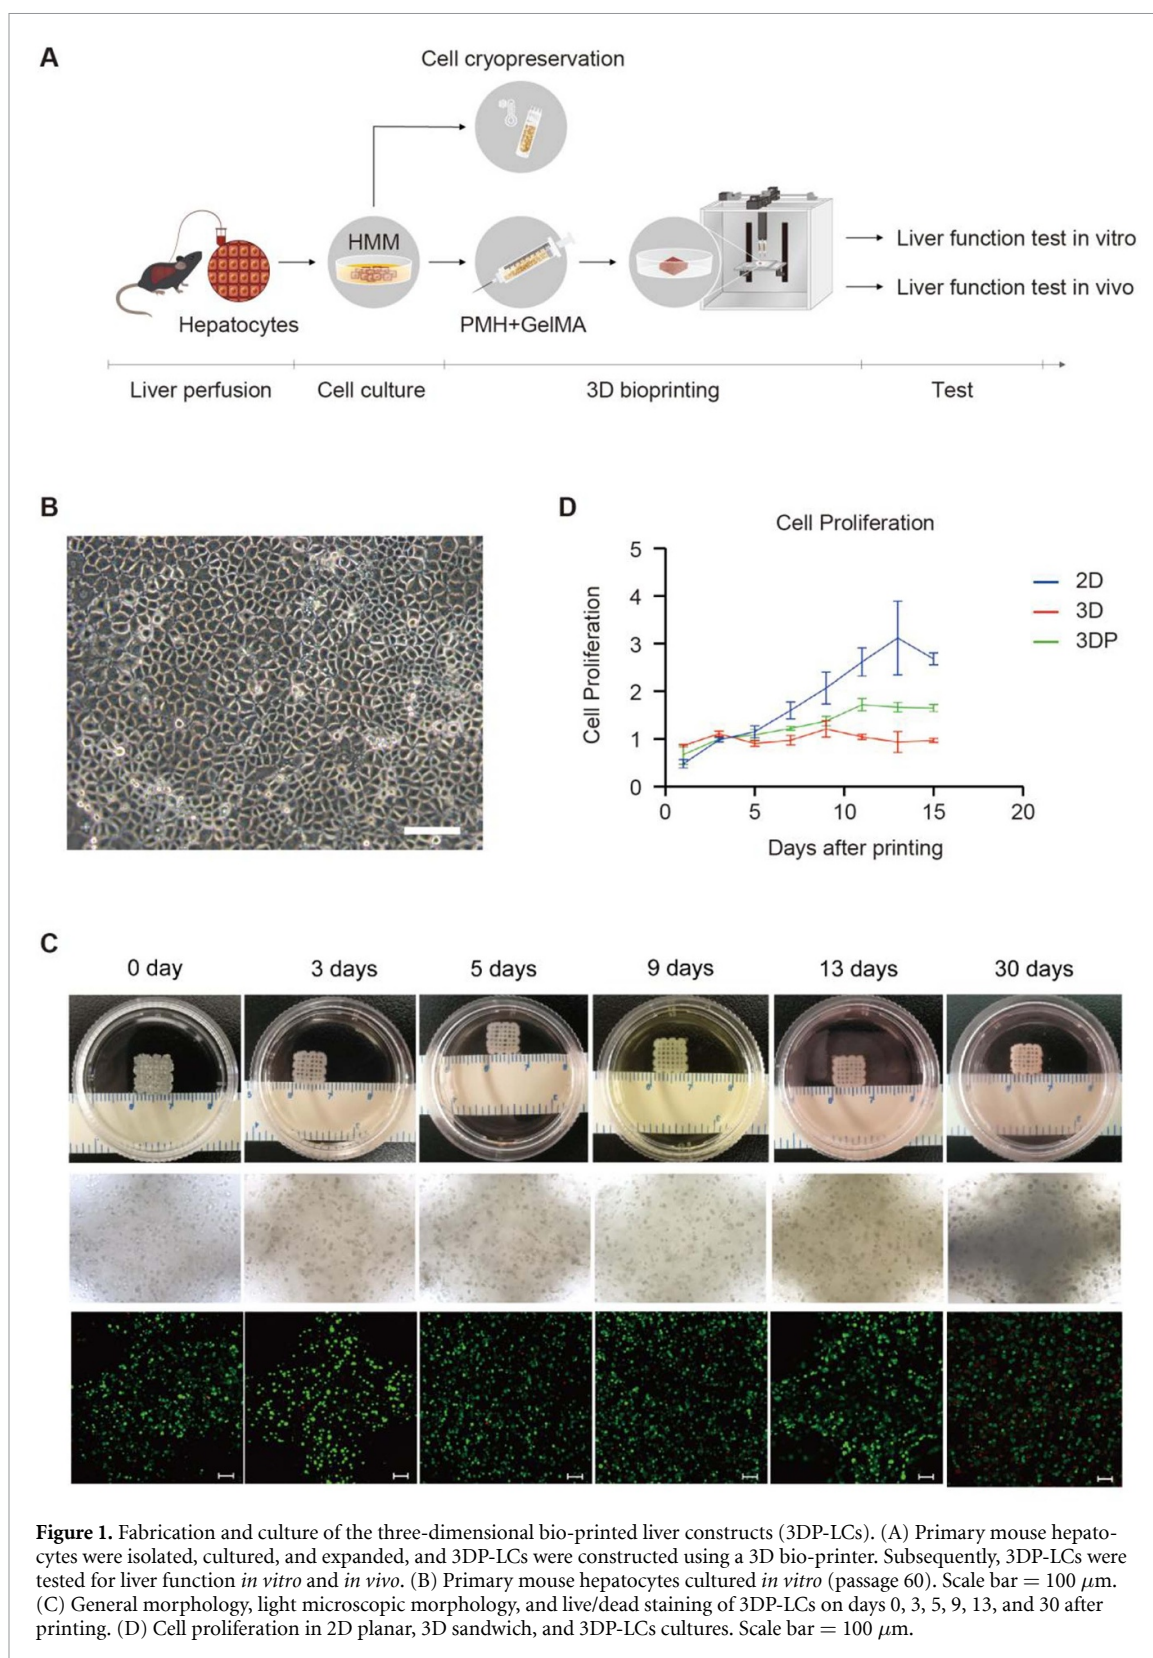 A
Cell cryopreservation
HMM
Hepatocytes
PMH+GelMA
Liver function test in vitro
Liver function test in vivo
Liver perfusion
Cell culture
3D bioprinting
Test
B
D
Cell Proliferation
Cell Proliferation
5
4
3
2
1
0
0
5
10
15
20
Days after printing
2D
3D
3DP
C
0 day
3 days
5 days
9 days
13 days
30 days
Figure 1. Fabrication and culture of the three-dimensional bio-printed liver constructs (3DP-LCs). (A) Primary mouse hepato-
cytes were isolated, cultured, and expanded, and 3DP-LCs were constructed using a 3D bio-printer. Subsequently, 3DP-LCs were
tested for liver function in vitro and in vivo. (B) Primary mouse hepatocytes cultured in vitro (passage 60). Scale bar = 100 μm.
(C) General morphology, light microscopic morphology, and live/dead staining of 3DP-LCs on days 0, 3, 5, 9, 13, and 30 after
printing. (D) Cell proliferation in 2D planar, 3D sandwich, and 3DP-LCs cultures. Scale bar = 100 μm.